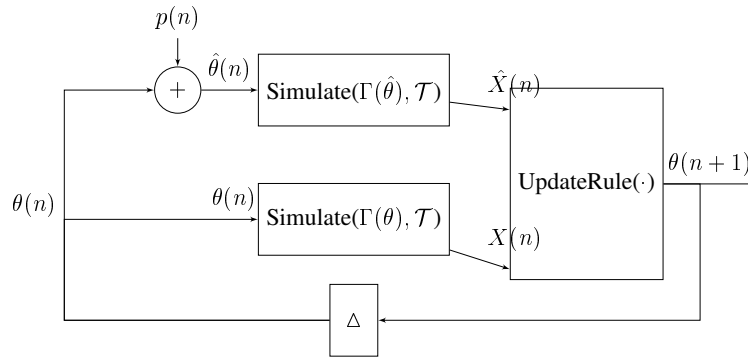 p(n)
θ̂(n)
+
Simulate(Γ(θ̂), 𝒯)
X̂(n)
θ(n + 1)
UpdateRule(·)
θ(n)
θ(n)
Simulate(Γ(θ), 𝒯)
X(n)
Δ